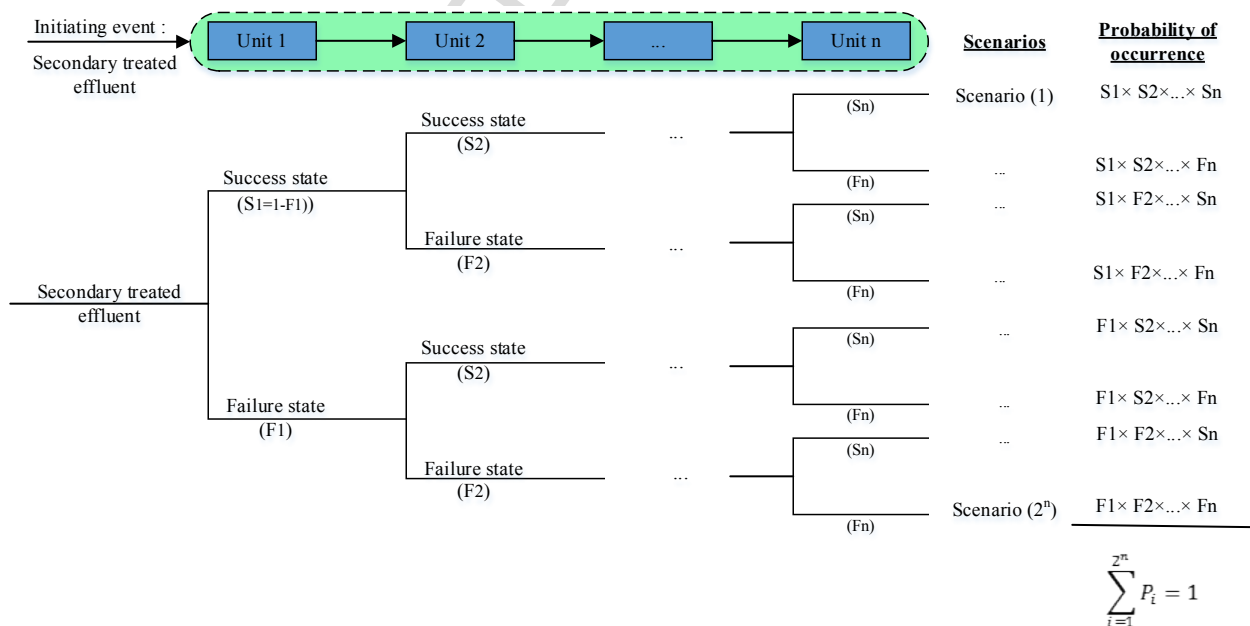 Initiating event :
Secondary treated
effluent
Unit 1
Unit 2
...
Unit n
Scenarios
Probability of
occurrence
(Sn)
Scenario (1)
S1× S2×...× Sn
Success state
(S2)
...
(Fn)
...
S1× S2×...× Fn
Success state
(S1=1-F1))
(Sn)
...
S1× F2×...× Sn
Failure state
(F2)
...
(Fn)
...
S1× F2×...× Fn
Secondary treated
effluent
(Sn)
...
F1× S2×...× Sn
Success state
(S2)
...
(Fn)
...
F1× S2×...× Fn
Failure state
(F1)
(Sn)
...
F1× F2×...× Sn
Failure state
(F2)
...
(Fn)
Scenario (2ⁿ)
F1× F2×...× Fn
2ⁿ
∑ Pᵢ = 1
i=1